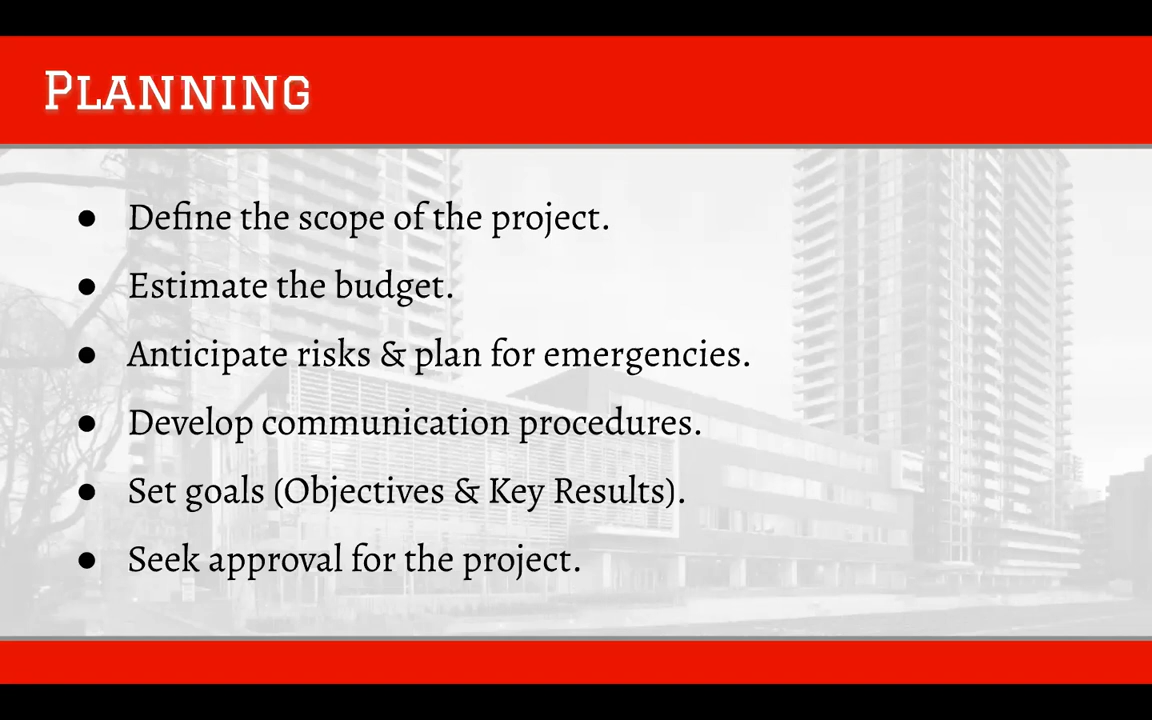 Planning
● Define the scope of the project.
● Estimate the budget.
● Anticipate risks & plan for emergencies.
● Develop communication procedures.
● Set goals (Objectives & Key Results).
● Seek approval for the project.